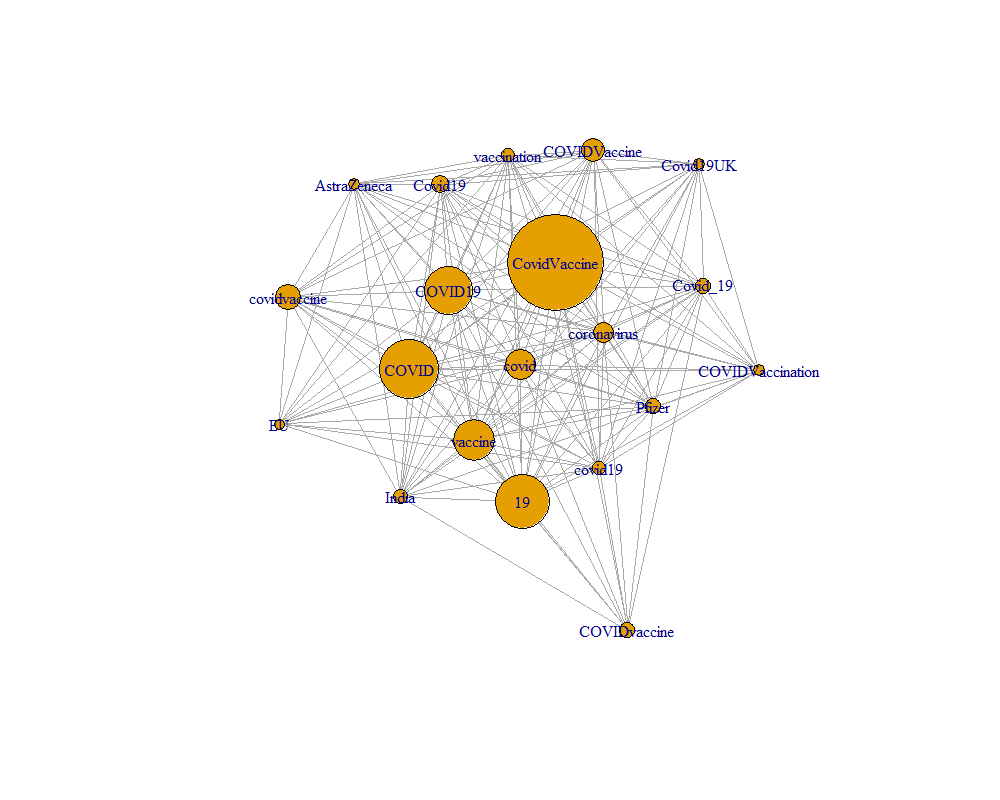 COVIDVaccine
vaccination
Covid19UK
AstraZeneca
Covid19
CovidVaccine
Covid_19
COVID19
covidvaccine
coronavirus
covid
COVID
COVIDVaccination
Pfizer
EU
vaccine
covid19
India
19
COVIDvaccine